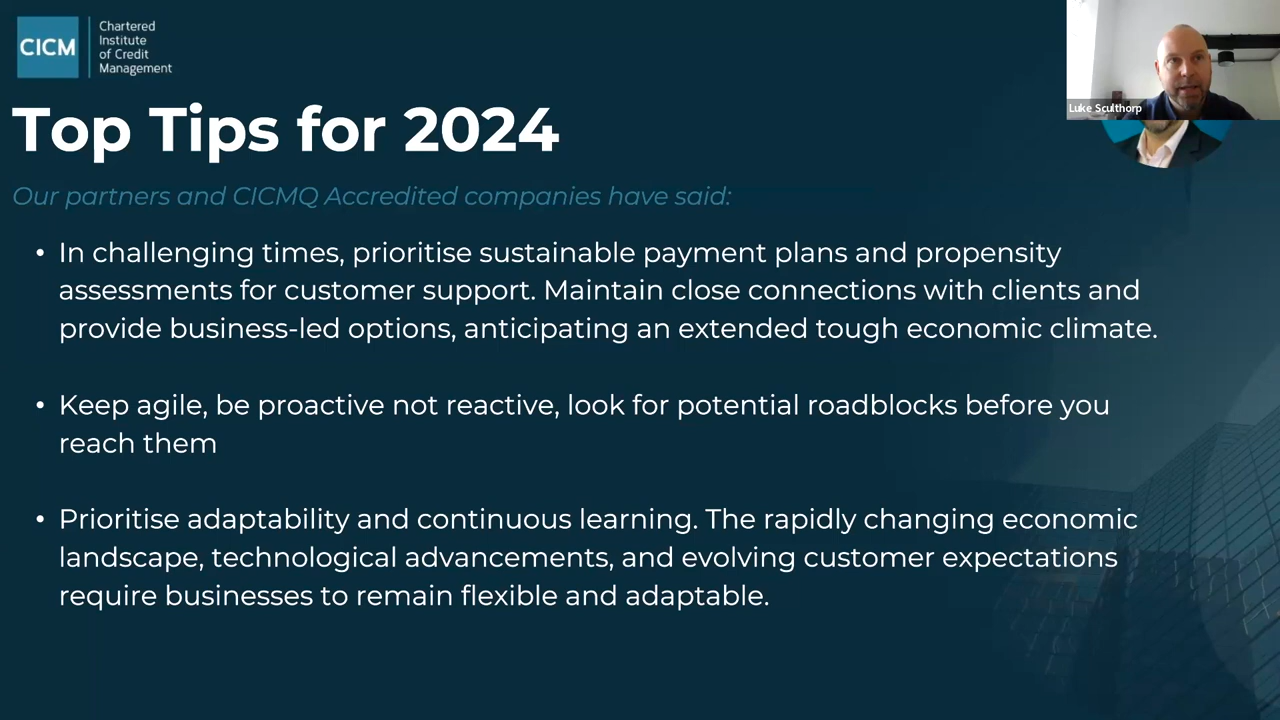 CICM
Chartered
Institute
of Credit
Management
Luke Sculthorp
Top Tips for 2024
Our partners and CICMQ Accredited companies have said:
• In challenging times, prioritise sustainable payment plans and propensity
assessments for customer support. Maintain close connections with clients and
provide business-led options, anticipating an extended tough economic climate.
• Keep agile, be proactive not reactive, look for potential roadblocks before you
reach them
• Prioritise adaptability and continuous learning. The rapidly changing economic
landscape, technological advancements, and evolving customer expectations
require businesses to remain flexible and adaptable.